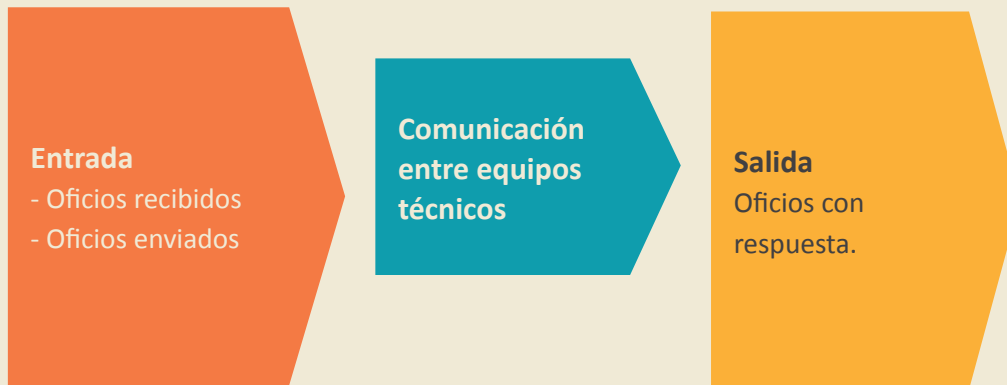 Entrada
- Oficios recibidos
- Oficios enviados
Comunicación
entre equipos
técnicos
Salida
Oficios con
respuesta.